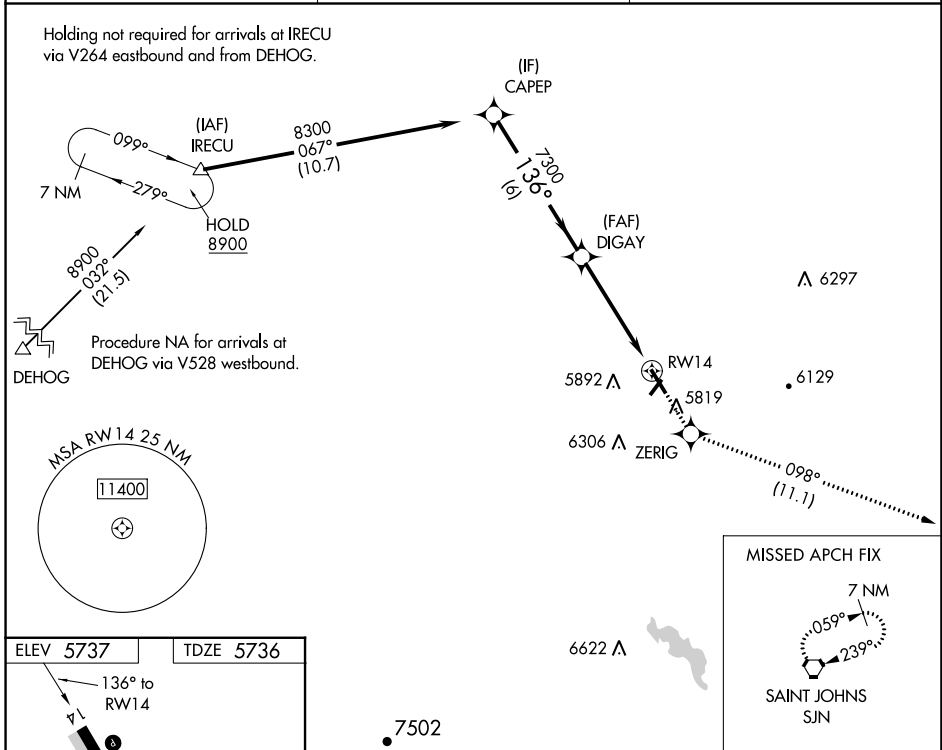 Holding not required for arrivals at IRECU
via V264 eastbound and from DEHOG.
(IF)
CAPEP
(IAF)
IRECU
8300
067°
(10.7)
099°
279°
7 NM
HOLD
8900
7300
136°
(6)
(FAF)
DIGAY
8900
032°
(21.5)
DEHOG
Procedure NA for arrivals at
DEHOG via V528 westbound.
6297
RW14
5892
5819
6129
6306
ZERIG
098°
(11.1)
MSA RW14 25 NM
11400
MISSED APCH FIX
7 NM
059°
239°
SAINT JOHNS
SJN
6622
7502
ELEV 5737
TDZE 5736
136° to
RW14
14
P